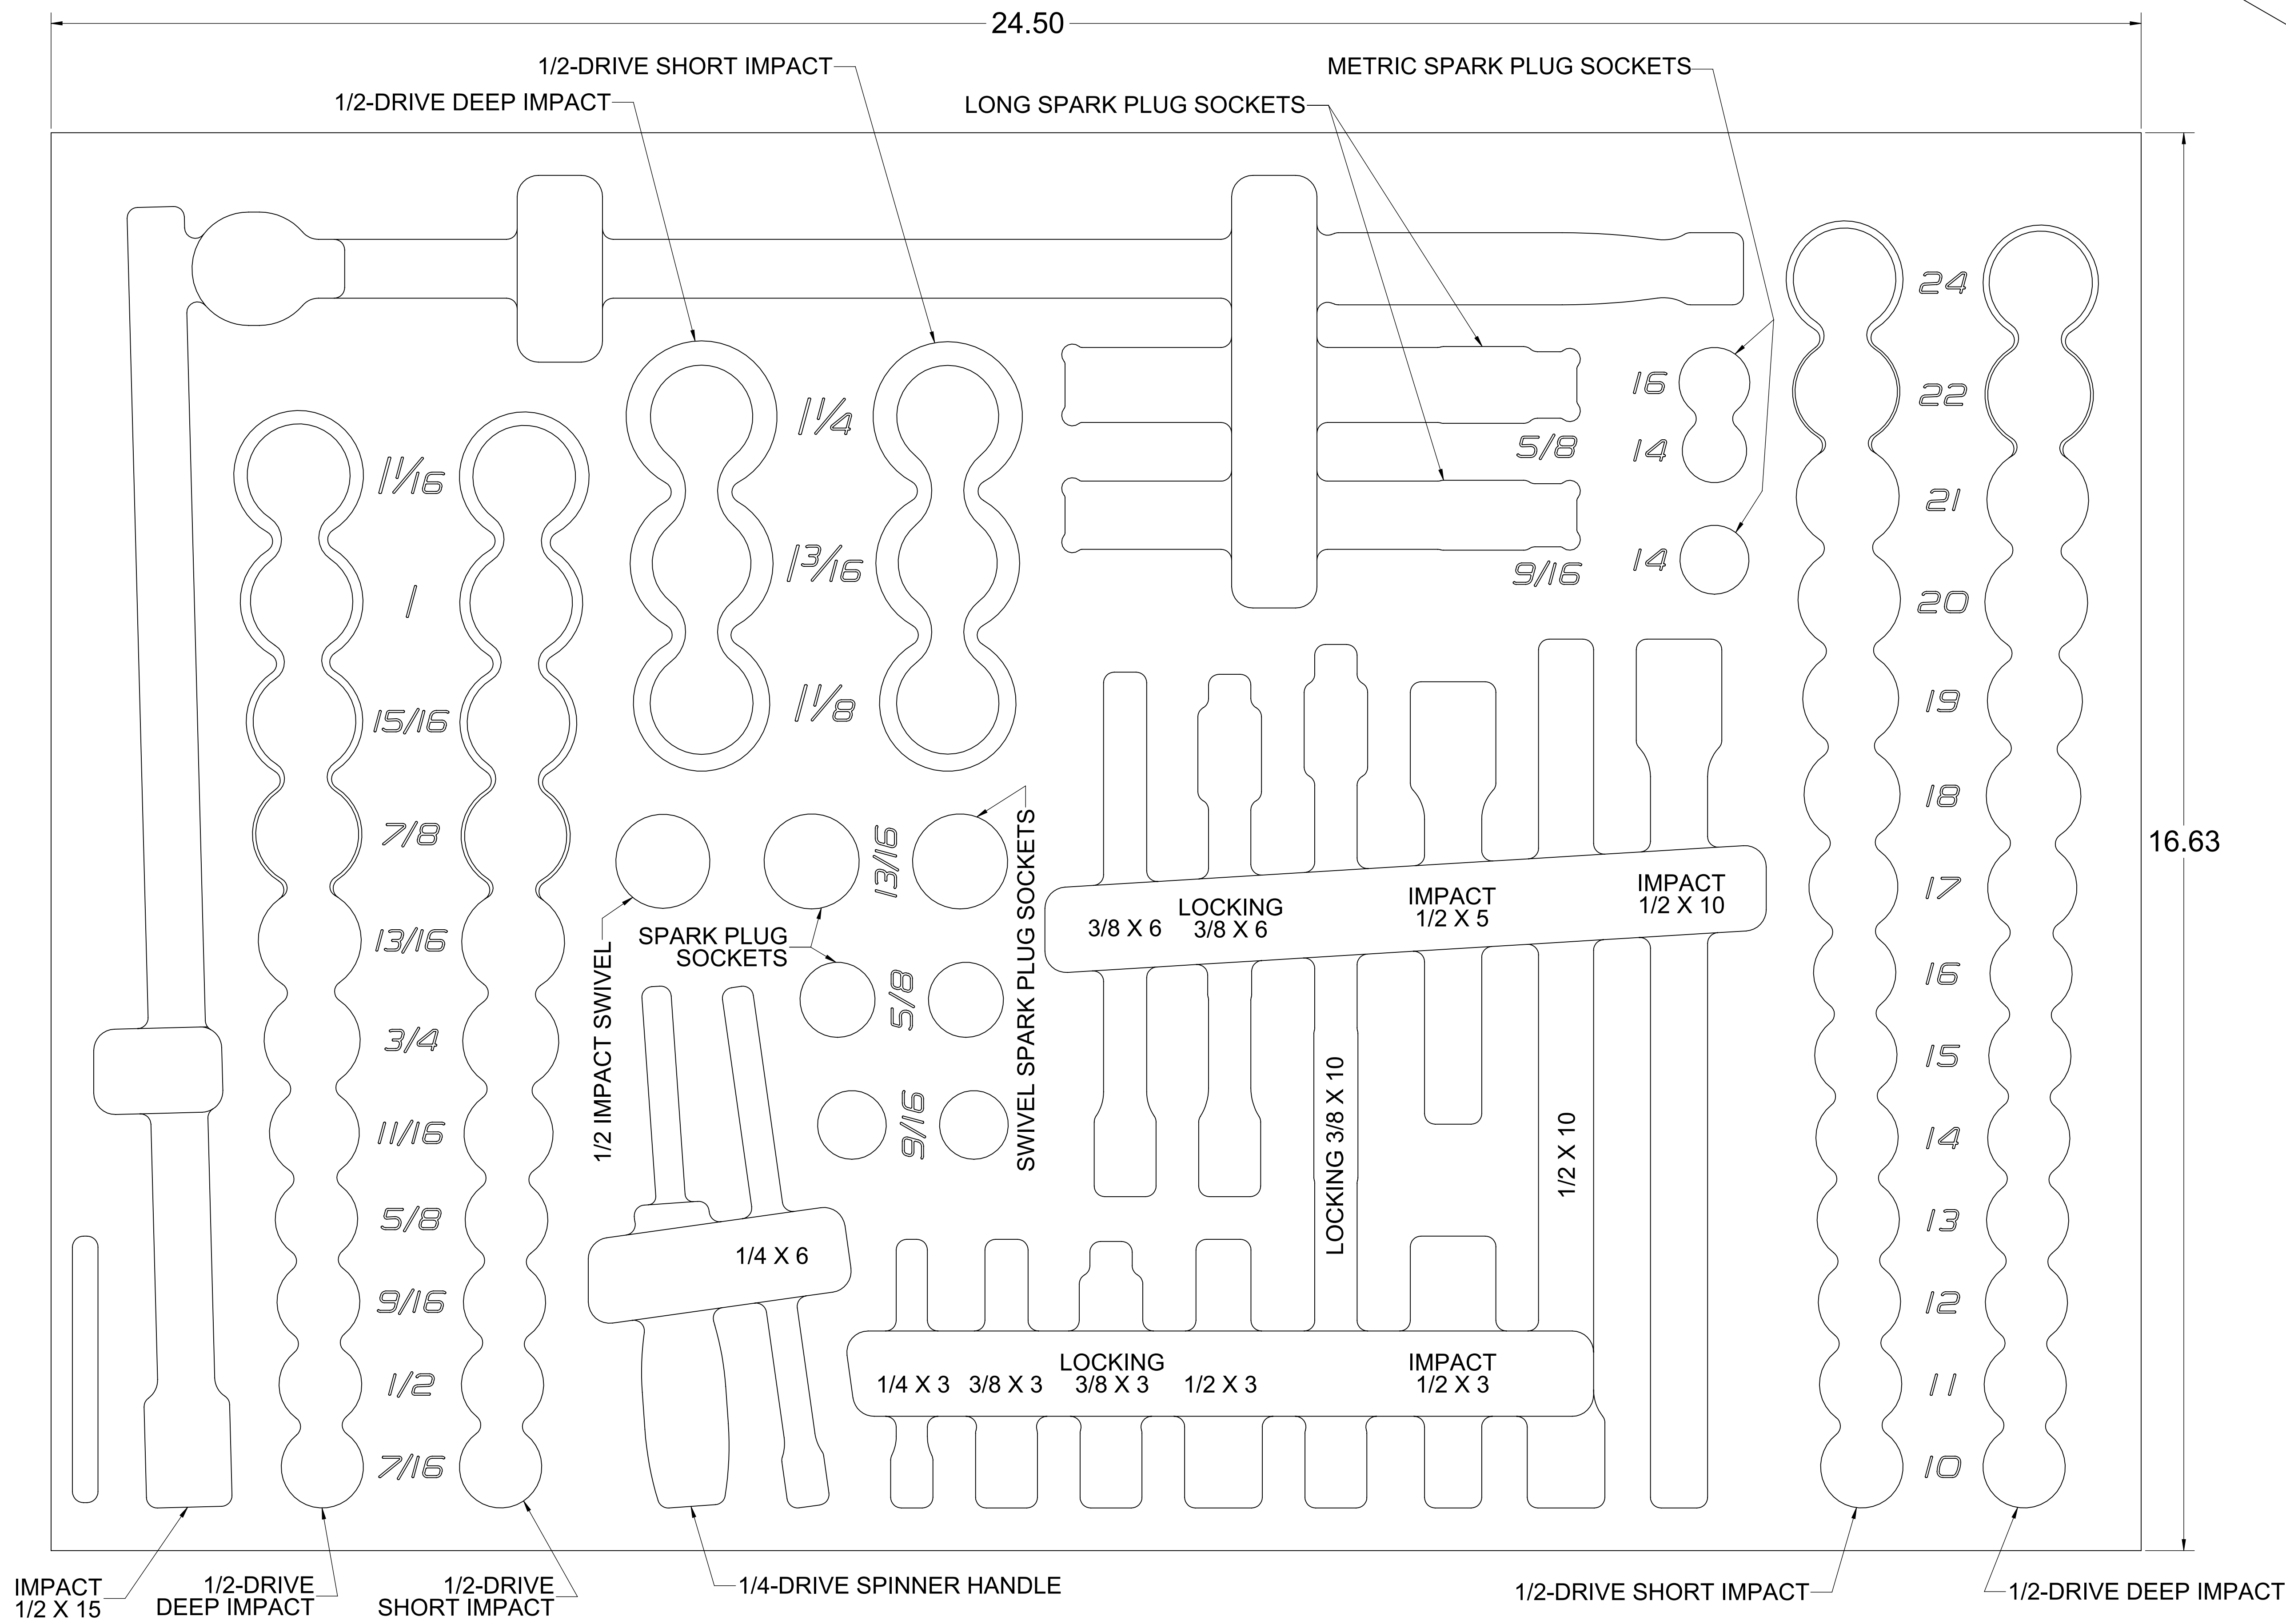 24.50
1/2-DRIVE SHORT IMPACT
METRIC SPARK PLUG SOCKETS
1/2-DRIVE DEEP IMPACT
LONG SPARK PLUG SOCKETS
24
16
22
1 1/4
5/8
14
1 1/16
21
1 3/16
9/16
14
1
20
1 1/8
19
15/16
18
7/8
13/16
16.63
17
IMPACT
1/2 X 10
IMPACT
1/2 X 5
LOCKING
3/8 X 6
3/8 X 6
SPARK PLUG
SOCKETS
13/16
16
1/2 IMPACT SWIVEL
SWIVEL SPARK PLUG SOCKETS
5/8
3/4
15
9/16
11/16
14
LOCKING 3/8 X 10
1/2 X 10
5/8
13
1/4 X 6
9/16
12
LOCKING
3/8 X 3
IMPACT
1/2 X 3
1/4 X 3
3/8 X 3
1/2 X 3
1/2
11
7/16
10
IMPACT
1/2 X 15
1/2-DRIVE
DEEP IMPACT
1/2-DRIVE
SHORT IMPACT
1/4-DRIVE SPINNER HANDLE
1/2-DRIVE SHORT IMPACT
1/2-DRIVE DEEP IMPACT